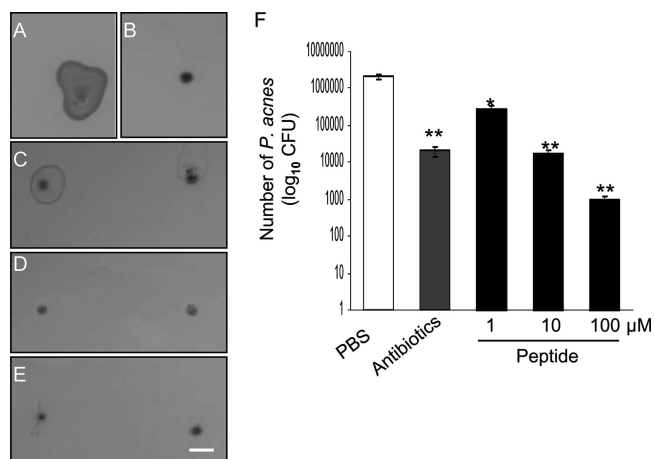 A
B
C
D
E
F
Number of P. acnes
(log10 CFU)
10000000
1000000
100000
10000
1000
100
10
1
**
*
**
**
PBS
Antibiotics
1 10 100 μM
Peptide